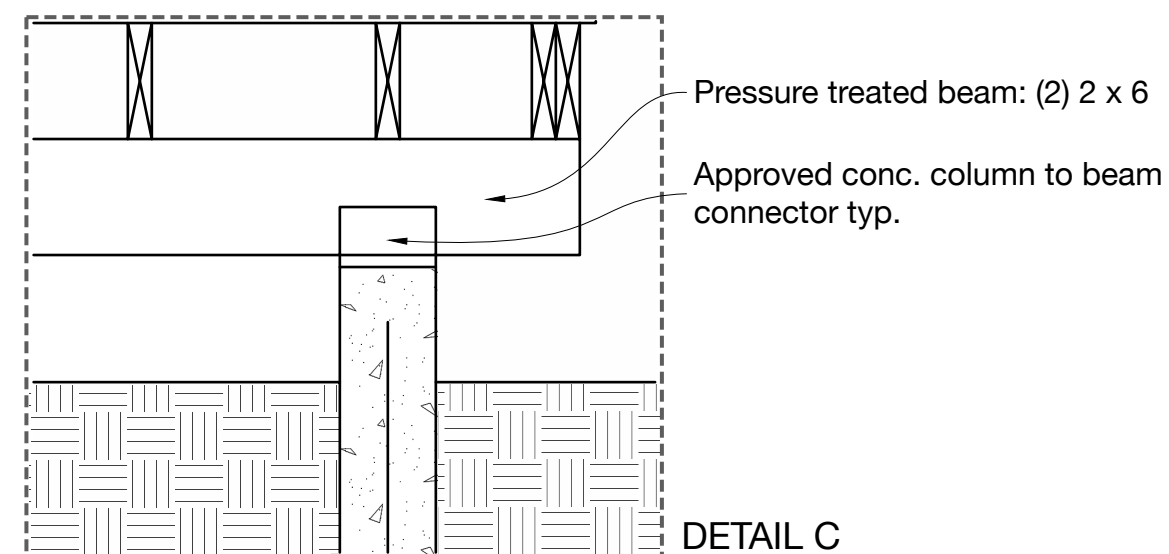 Pressure treated beam: (2) 2 x 6
Approved conc. column to beam
connector typ.
DETAIL C